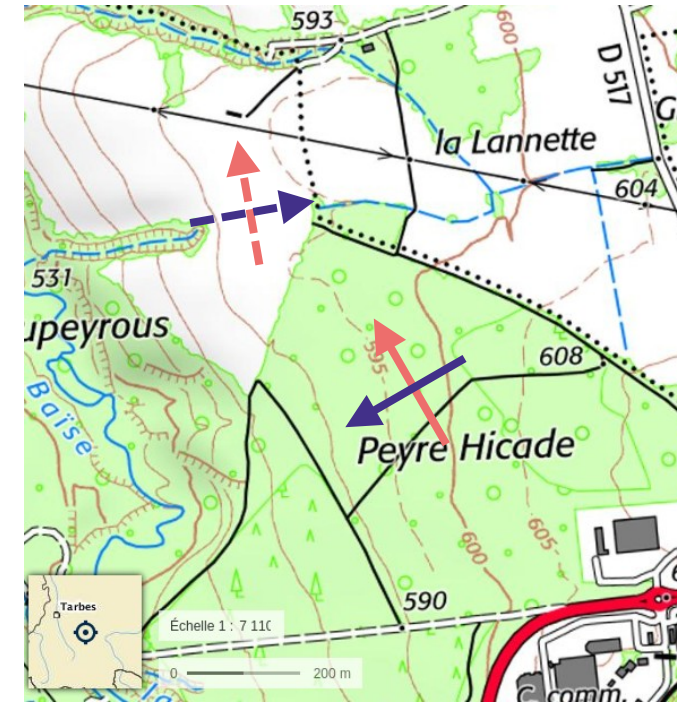 593
600
D 517
G
la Lannette
604
531
upeyrous
595
608
Baïse
Peyre Hicade
605
600
590
Tarbes
Échelle 1 : 7 110
0 200 m
C. comm.